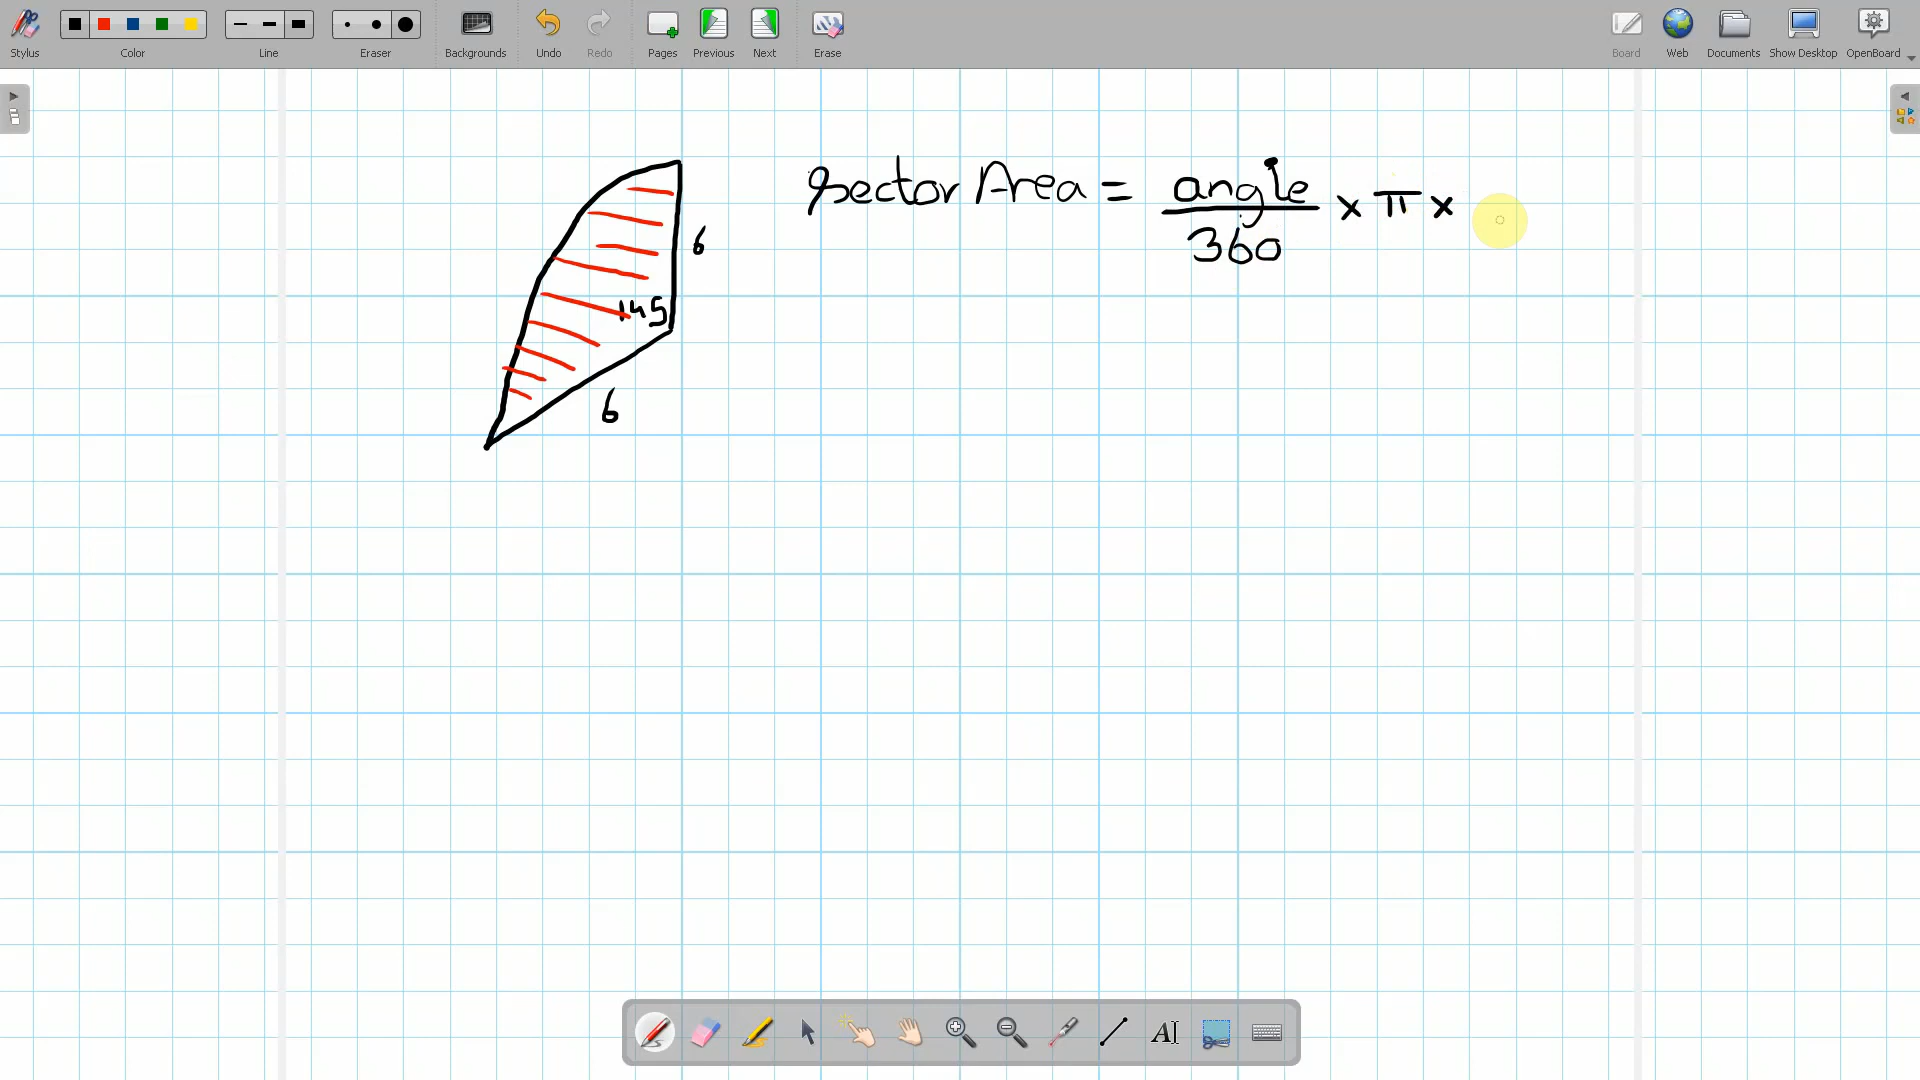 Stylus
Color
Line
Eraser
Backgrounds
Undo
Redo
Pages
Previous
Next
Erase
Board
Web
Documents
Show Desktop
OpenBoard
Sector Area = angle / 360 × π ×
6
145
6
AI